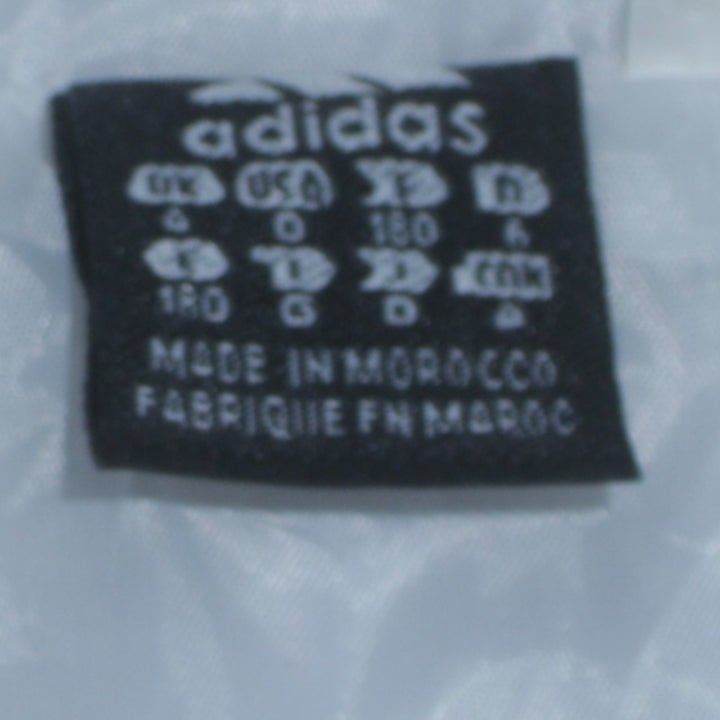 adidas
UK USA F D
180
E I J CDN
180
MADE IN MOROCCO
FABRIQUE EN MAROC